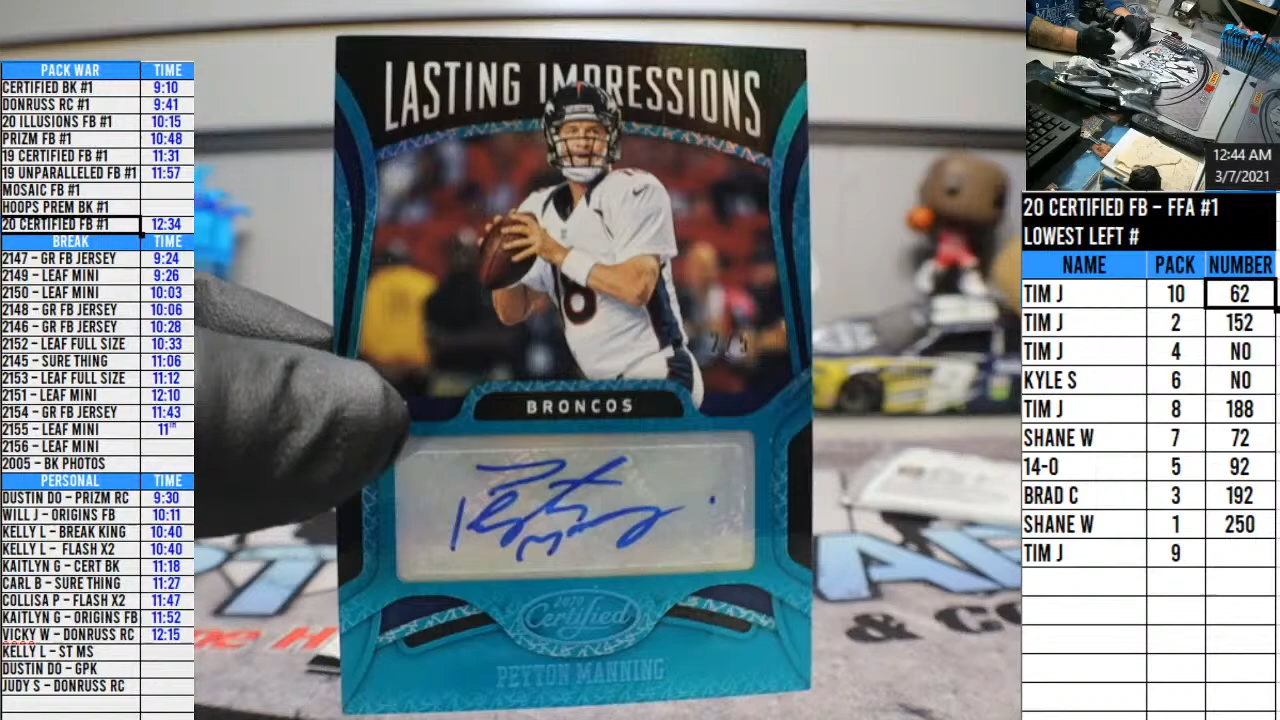 PACK WAR TIME
CERTIFIED BK #1 9:10
DONRUSS RC #1 9:41
20 ILLUSIONS FB #1 10:15
PRIZM FB #1 10:48
19 CERTIFIED FB #1 11:31
19 UNPARALLELED FB #1 11:57
MOSAIC FB #1
HOOPS PREM BK #1
20 CERTIFIED FB #1 12:34
BREAK TIME
2147 - GR FB JERSEY 9:24
2149 - LEAF MINI 9:26
2150 - LEAF MINI 10:03
2148 - GR FB JERSEY 10:06
2146 - GR FB JERSEY 10:28
2152 - LEAF FULL SIZE 10:33
2145 - SURE THING 11:06
2153 - LEAF FULL SIZE 11:12
2151 - LEAF MINI 12:10
2154 - GR FB JERSEY 11:43
2155 - LEAF MINI 11TH
2156 - LEAF MINI
2005 - BK PHOTOS
PERSONAL TIME
DUSTIN DO - PRIZM RC 9:30
WILL J - ORIGINS FB 10:11
KELLY L - BREAK KING 10:40
KELLY L - FLASH X2 10:40
KAITLYN G - CERT BK 11:18
CARL B - SURE THING 11:27
COLLISA P - FLASH X2 11:47
KAITLYN G - ORIGINS FB 11:52
VICKY W - DONRUSS RC 12:15
KELLY L - ST MS
DUSTIN DO - GPK
JUDY S - DONRUSS RC
LASTING IMPRESSIONS
2/5
BRONCOS
Peyton Manning
2020
Certified
PEYTON MANNING
& CO
12:44 AM
3/7/2021
20 CERTIFIED FB - FFA #1
LOWEST LEFT #
NAME PACK NUMBER
TIM J 10 62
TIM J 2 152
TIM J 4 NO
KYLE S 6 NO
TIM J 8 188
SHANE W 7 72
14-0 5 92
BRAD C 3 192
SHANE W 1 250
TIM J 9